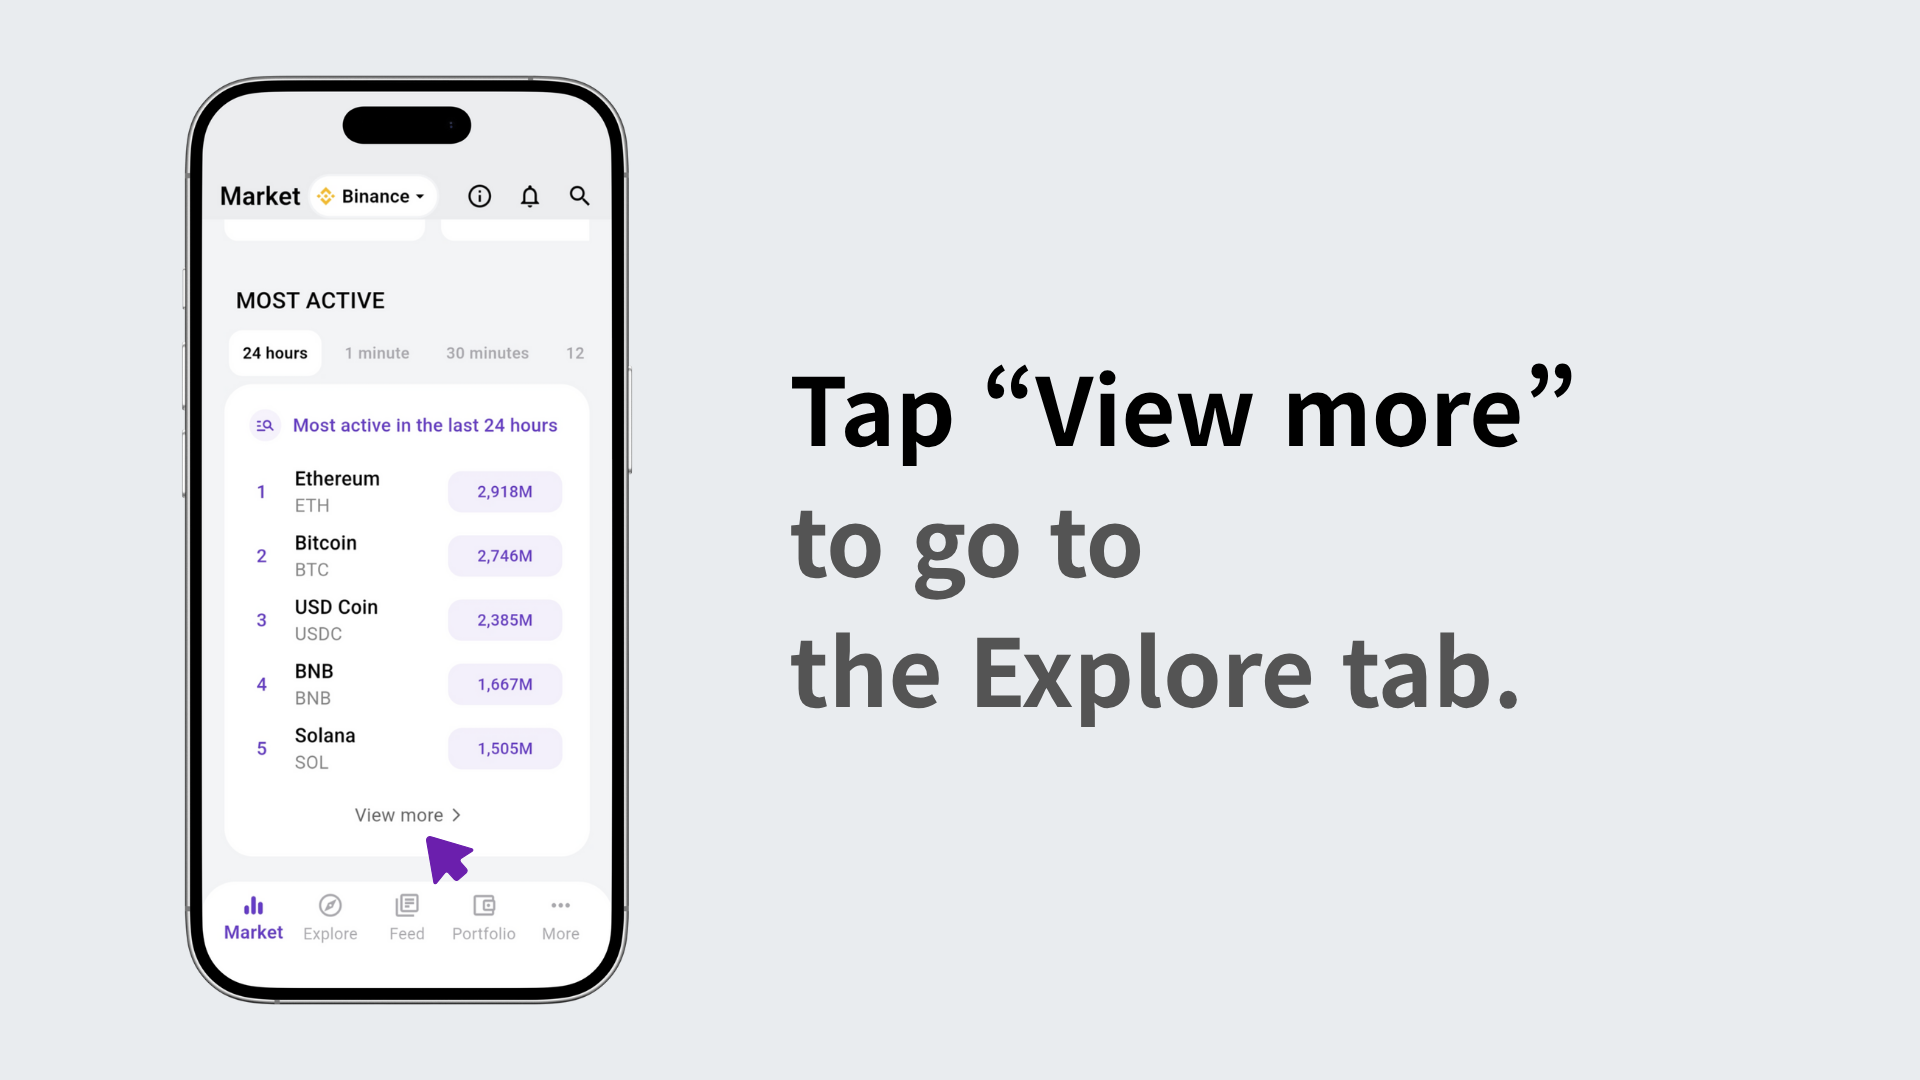 Market
Binance
MOST ACTIVE
24 hours
1 minute
30 minutes
12
Most active in the last 24 hours
1
Ethereum
ETH
2,918M
2
Bitcoin
BTC
2,746M
3
USD Coin
USDC
2,385M
4
BNB
BNB
1,667M
5
Solana
SOL
1,505M
View more
Market
Explore
Feed
Portfolio
More
Tap “View more”
to go to
the Explore tab.